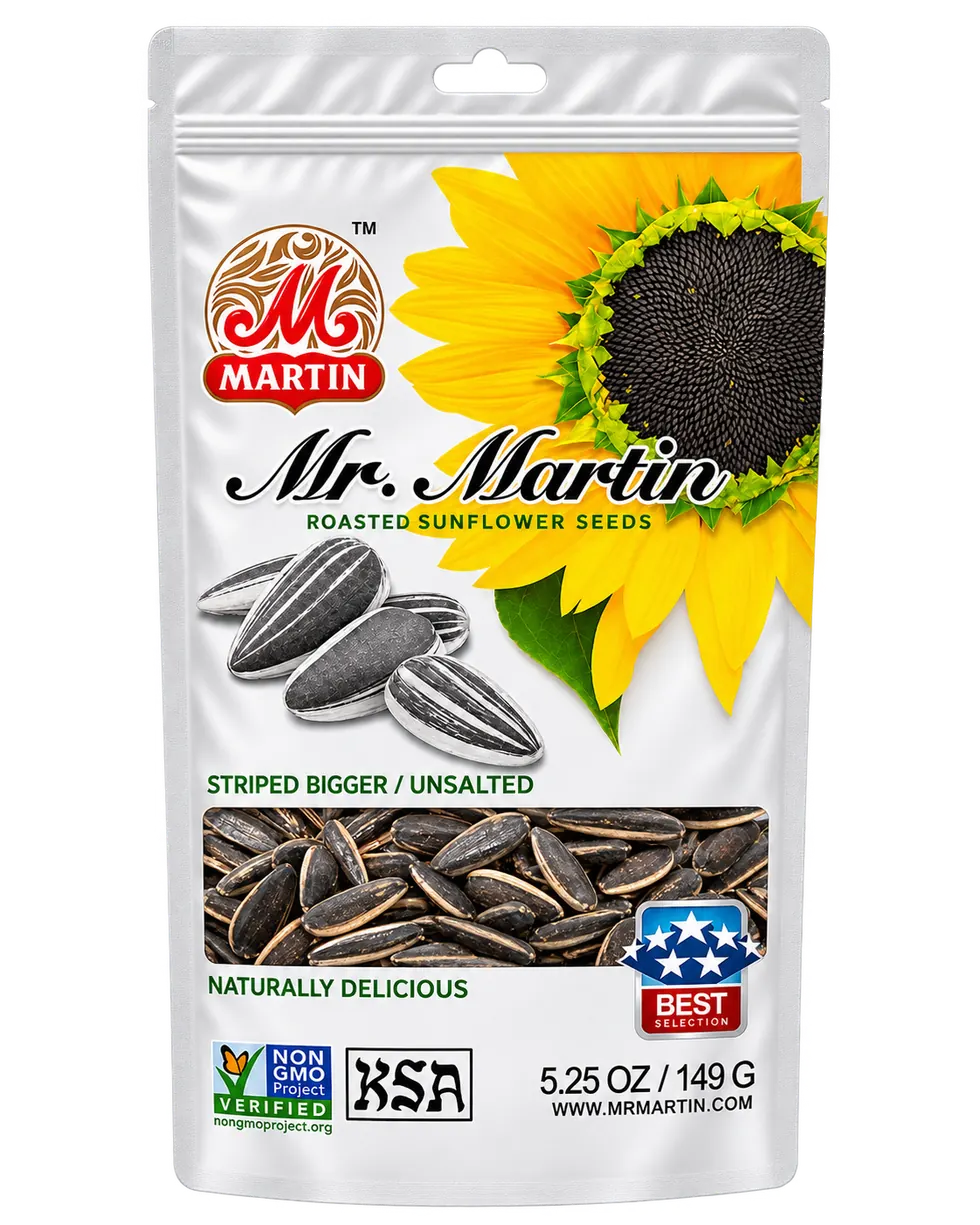 TM
M
MARTIN
Mr. Martin
ROASTED SUNFLOWER SEEDS
STRIPED BIGGER / UNSALTED
BEST
SELECTION
NATURALLY DELICIOUS
NON
GMO
Project
VERIFIED
nongmoproject.org
KSA
5.25 OZ / 149 G
WWW.MRMARTIN.COM